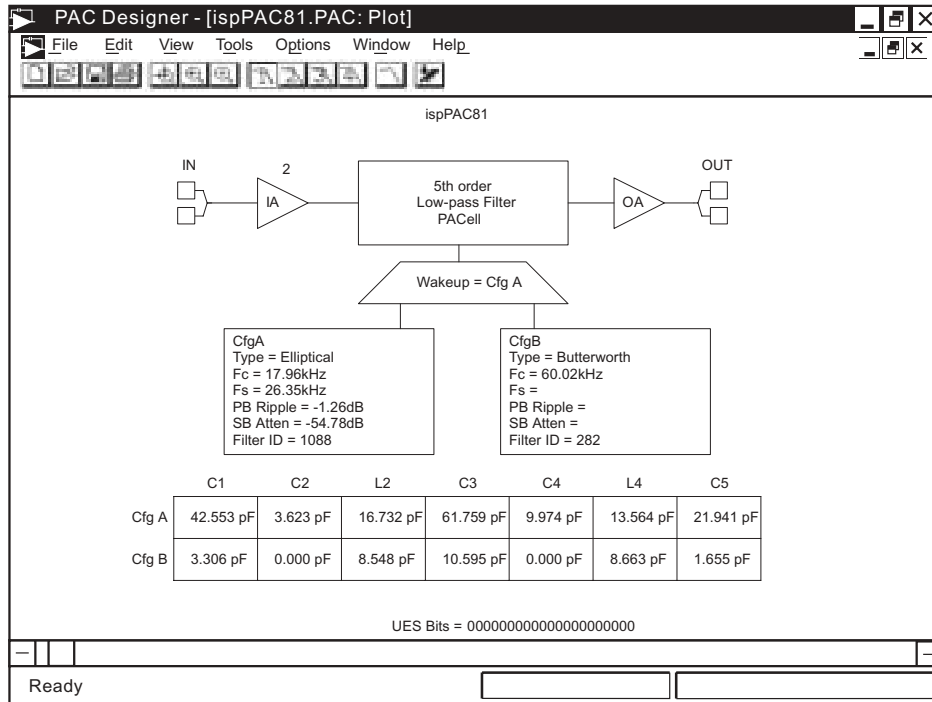 PAC Designer - [ispPAC81.PAC: Plot]
File Edit View Tools Options Window Help
ispPAC81
IN
2
OUT
IA
5th order
Low-pass Filter
PACell
OA
Wakeup = Cfg A
CfgA
Type = Elliptical
Fc = 17.96kHz
Fs = 26.35kHz
PB Ripple = -1.26dB
SB Atten = -54.78dB
Filter ID = 1088
CfgB
Type = Butterworth
Fc = 60.02kHz
Fs =
PB Ripple =
SB Atten =
Filter ID = 282
C1 C2 L2 C3 C4 L4 C5
Cfg A 42.553 pF 3.623 pF 16.732 pF 61.759 pF 9.974 pF 13.564 pF 21.941 pF
Cfg B 3.306 pF 0.000 pF 8.548 pF 10.595 pF 0.000 pF 8.663 pF 1.655 pF
UES Bits = 000000000000000000000
Ready